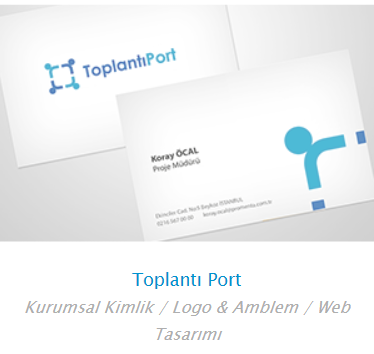 ToplantıPort
Koray ÖCAL
Proje Müdürü
Toplantı Port
Kurumsal Kimlik / Logo & Amblem / Web
Tasarımı